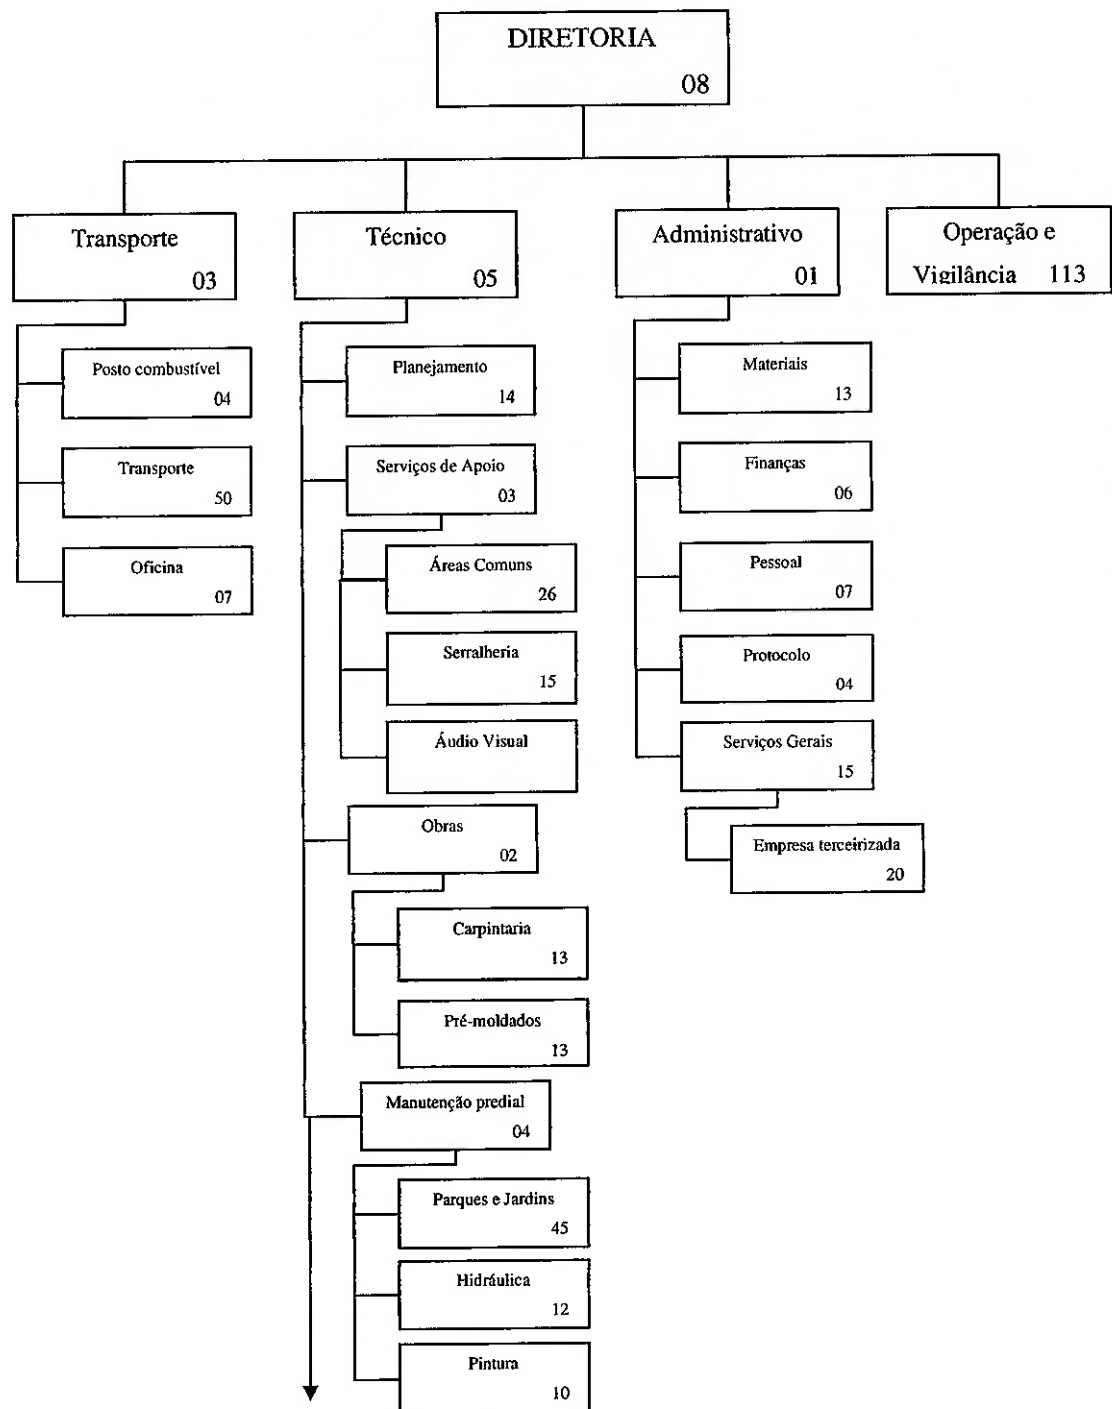 DIRETORIA
08
Transporte
03
Posto combustível
04
Transporte
50
Oficina
07
Técnico
05
Planejamento
14
Serviços de Apoio
03
Áreas Comuns
26
Serralheria
15
Áudio Visual
Obras
02
Carpintaria
13
Pré-moldados
13
Manutenção predial
04
Parques e Jardins
45
Hidráulica
12
Pintura
10
Administrativo
01
Materiais
13
Finanças
06
Pessoal
07
Protocolo
04
Serviços Gerais
15
Empresa terceirizada
20
Operação e
Vigilância 113